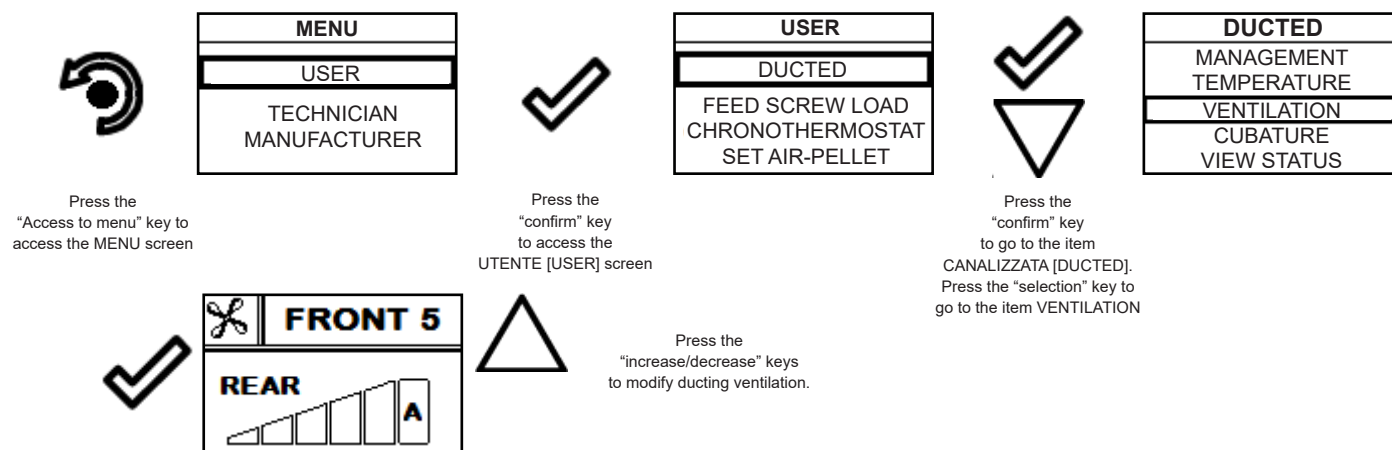 MENU
USER
TECHNICIAN
MANUFACTURER
Press the
“Access to menu” key to
access the MENU screen
Press the
“confirm” key
to access the
UTENTE [USER] screen
USER
DUCTED
FEED SCREW LOAD
CHRONOTHERMOSTAT
SET AIR-PELLET
Press the
“confirm” key
to go to the item
CANALIZZATA [DUCTED].
Press the “selection” key to
go to the item VENTILATION
DUCTED
MANAGEMENT
TEMPERATURE
VENTILATION
CUBATURE
VIEW STATUS
FRONT 5
REAR
A
Press the
“increase/decrease” keys
to modify ducting ventilation.